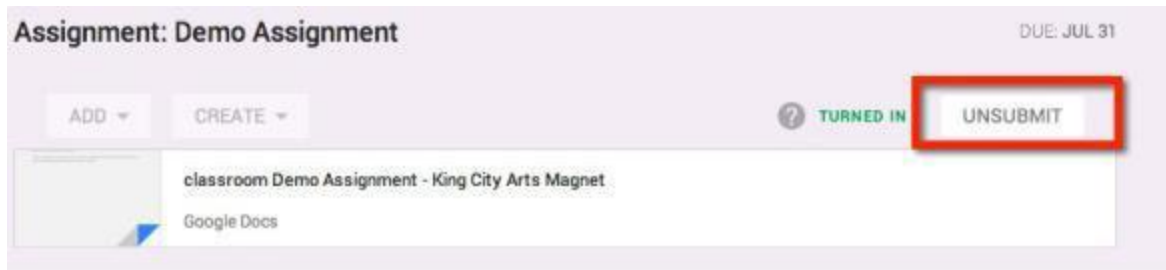 Assignment: Demo Assignment
DUE: JUL 31
ADD
CREATE
? TURNED IN
UNSUBMIT
classroom Demo Assignment - King City Arts Magnet
Google Docs